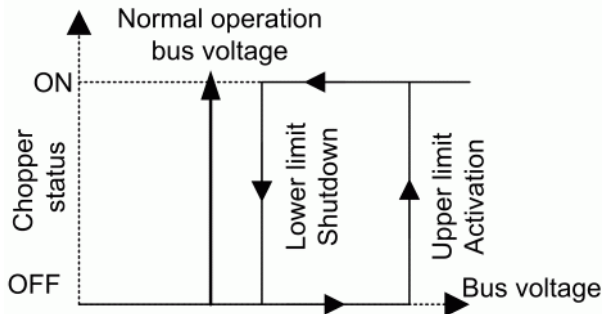 Normal operation
bus voltage
ON
Chopper
status
Lower limit
Shutdown
Upper limit
Activation
OFF
Bus voltage